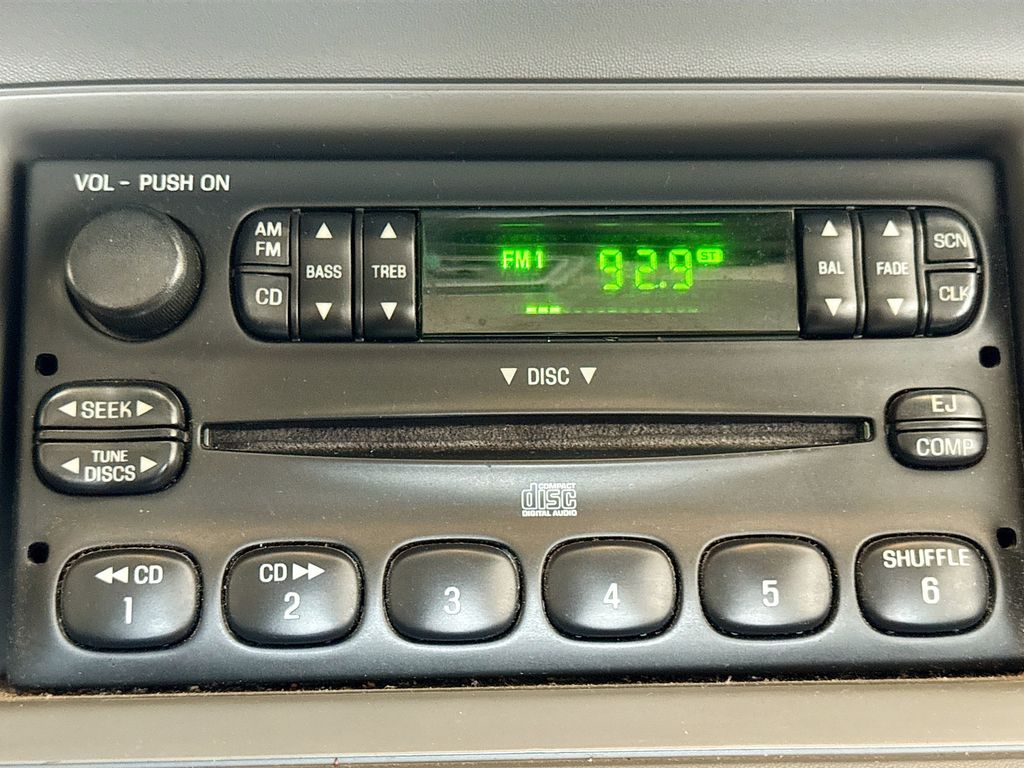 VOL - PUSH ON
AM
FM
CD
BASS
TREB
FM1 92.9 ST
BAL
FADE
SCN
CLK
▼ DISC ▼
◀ SEEK ▶
TUNE
◀ DISCS ▶
EJ
COMP
COMPACT
disc
DIGITAL AUDIO
◀◀ CD
1
CD ▶▶
2
3
4
5
SHUFFLE
6